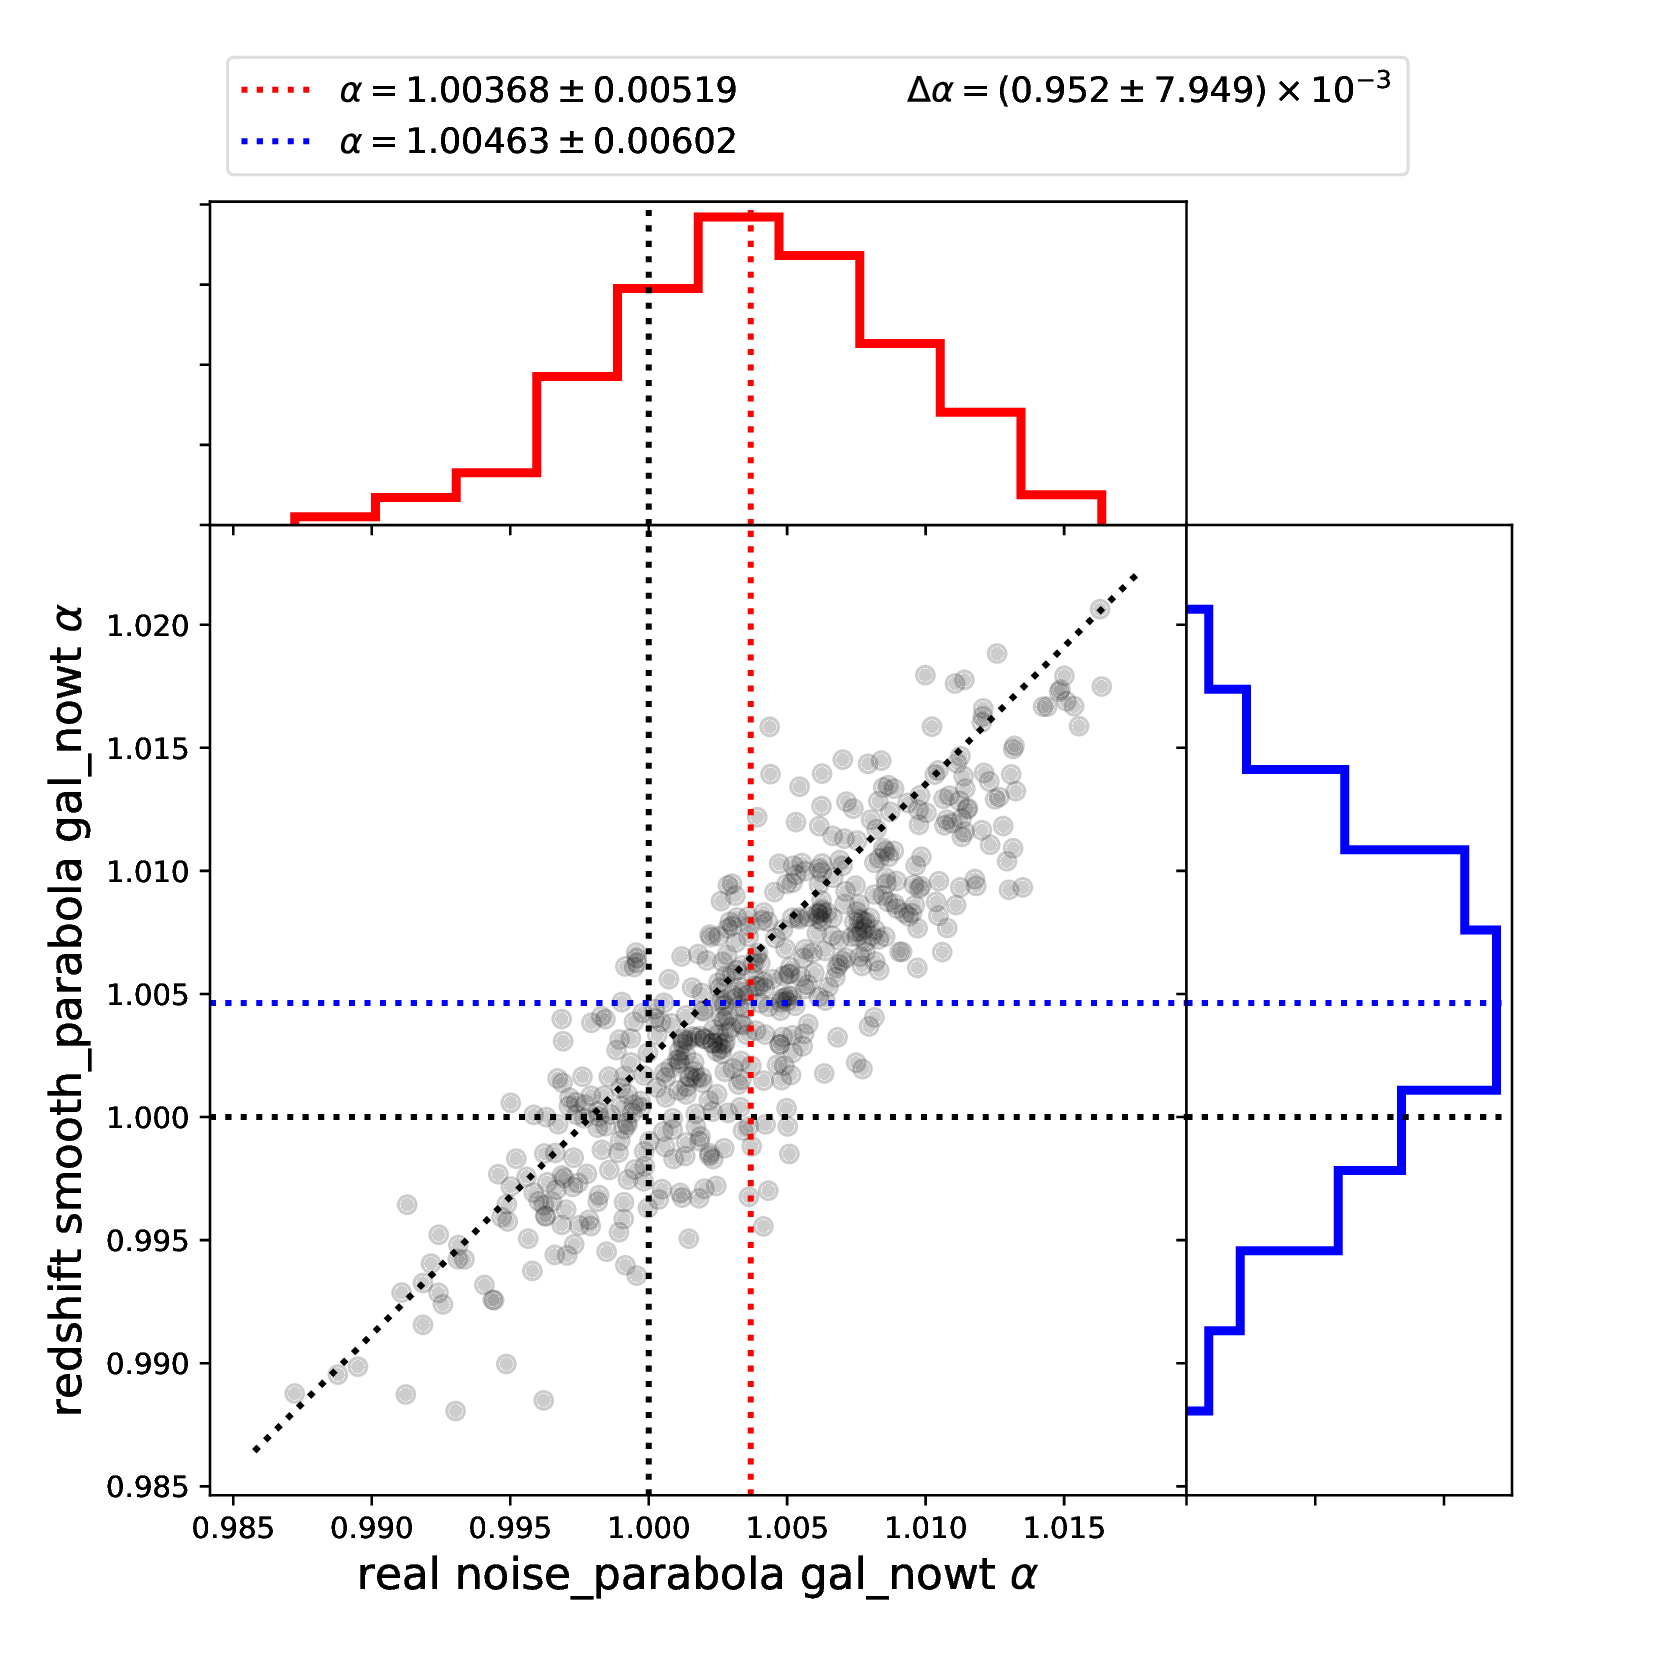 α = 1.00368 ± 0.00519
Δα = (0.952 ± 7.949) × 10⁻³
α = 1.00463 ± 0.00602
1.020
1.015
1.010
1.005
1.000
0.995
0.990
0.985
redshift smooth_parabola gal_nowt α
0.985 0.990 0.995 1.000 1.005 1.010 1.015
real noise_parabola gal_nowt α